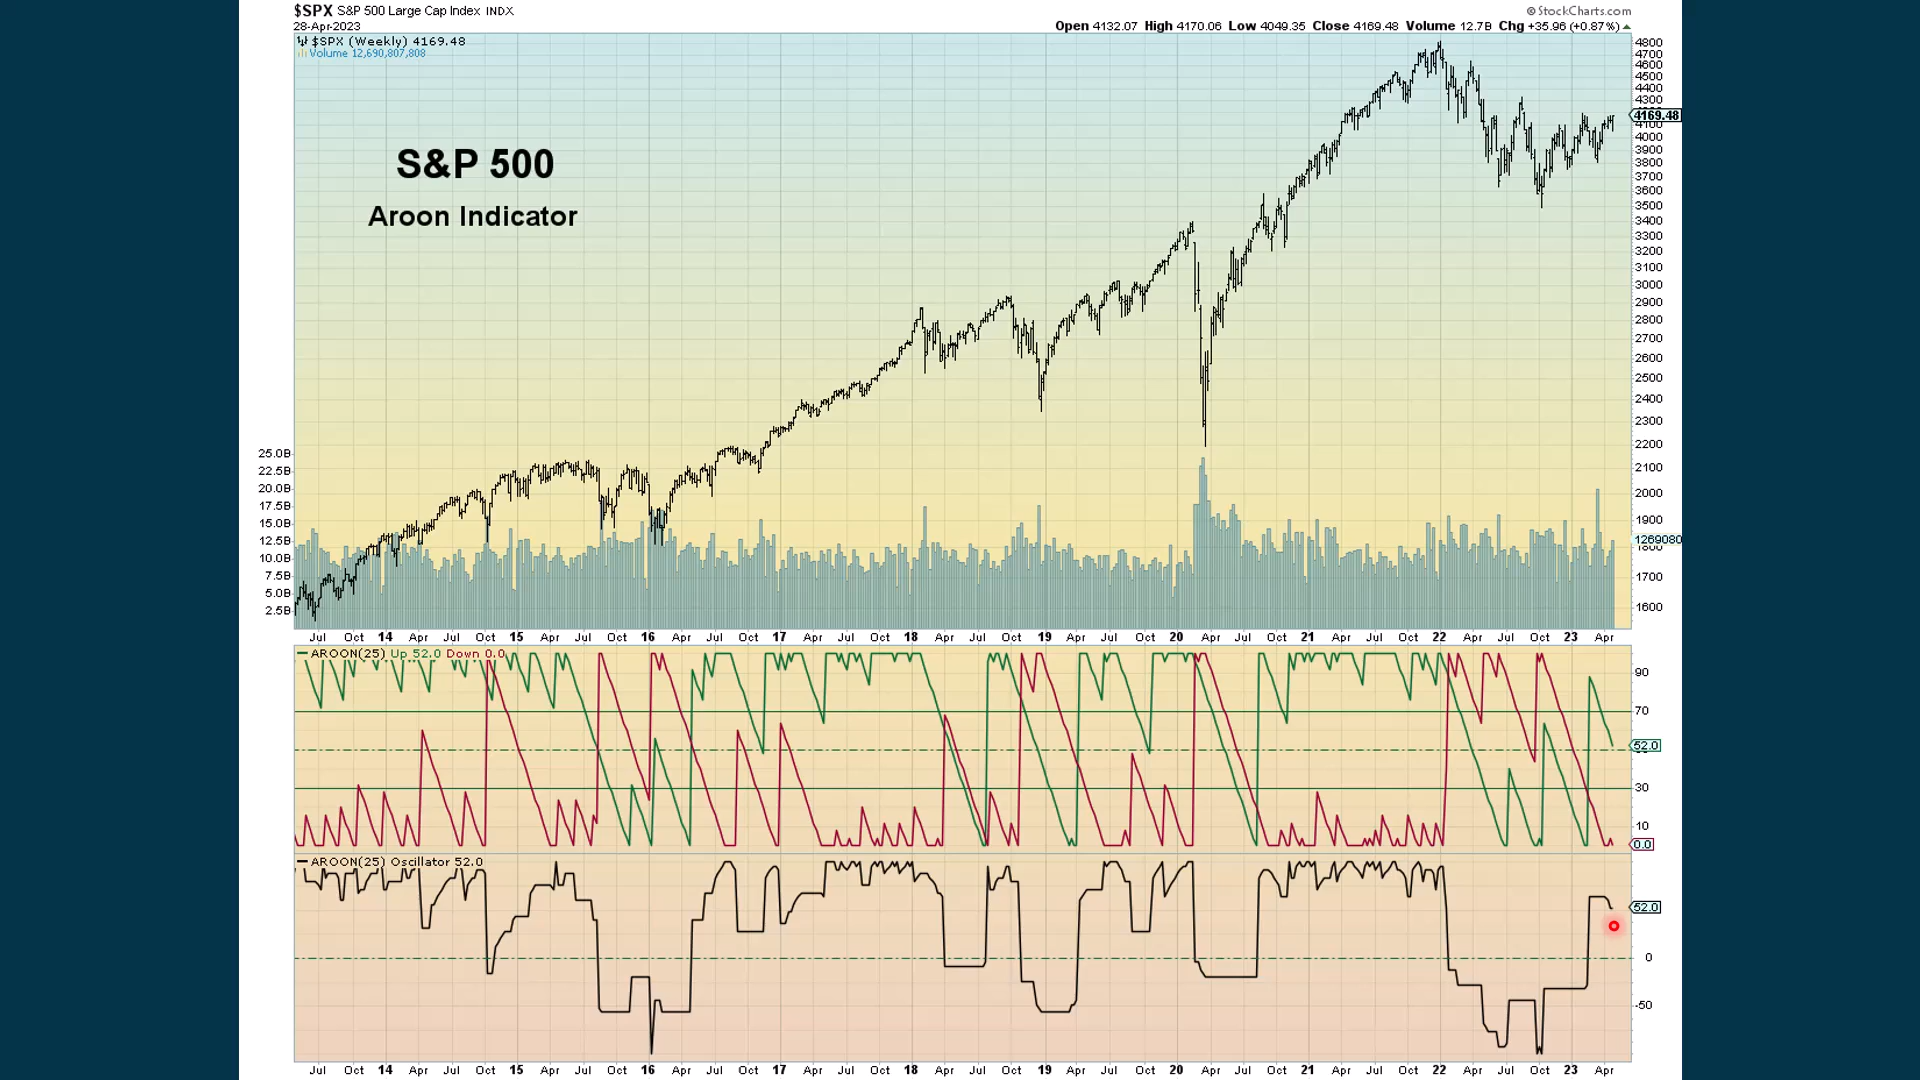 $SPX S&P 500 Large Cap Index INDX
© StockCharts.com
28-Apr-2023
Open 4132.07 High 4170.06 Low 4049.35 Close 4169.48 Volume 12.7B Chg +35.96 (+0.87%)
$SPX (Weekly) 4169.48
Volume 12,690,807,808
S&P 500
Aroon Indicator
4800
4700
4600
4500
4400
4300
4169.48
4100
4000
3900
3800
3700
3600
3500
3400
3300
3200
3100
3000
2900
2800
2700
2600
2500
2400
2300
2200
2100
2000
1900
1269080
1800
1700
1600
25.0B
22.5B
20.0B
17.5B
15.0B
12.5B
10.0B
7.5B
5.0B
2.5B
Jul Oct 14 Apr Jul Oct 15 Apr Jul Oct 16 Apr Jul Oct 17 Apr Jul Oct 18 Apr Jul Oct 19 Apr Jul Oct 20 Apr Jul Oct 21 Apr Jul Oct 22 Apr Jul Oct 23 Apr
AROON(25) Up 52.0 Down 0.0
90
70
52.0
30
10
0.0
AROON(25) Oscillator 52.0
52.0
0
-50
Jul Oct 14 Apr Jul Oct 15 Apr Jul Oct 16 Apr Jul Oct 17 Apr Jul Oct 18 Apr Jul Oct 19 Apr Jul Oct 20 Apr Jul Oct 21 Apr Jul Oct 22 Apr Jul Oct 23 Apr